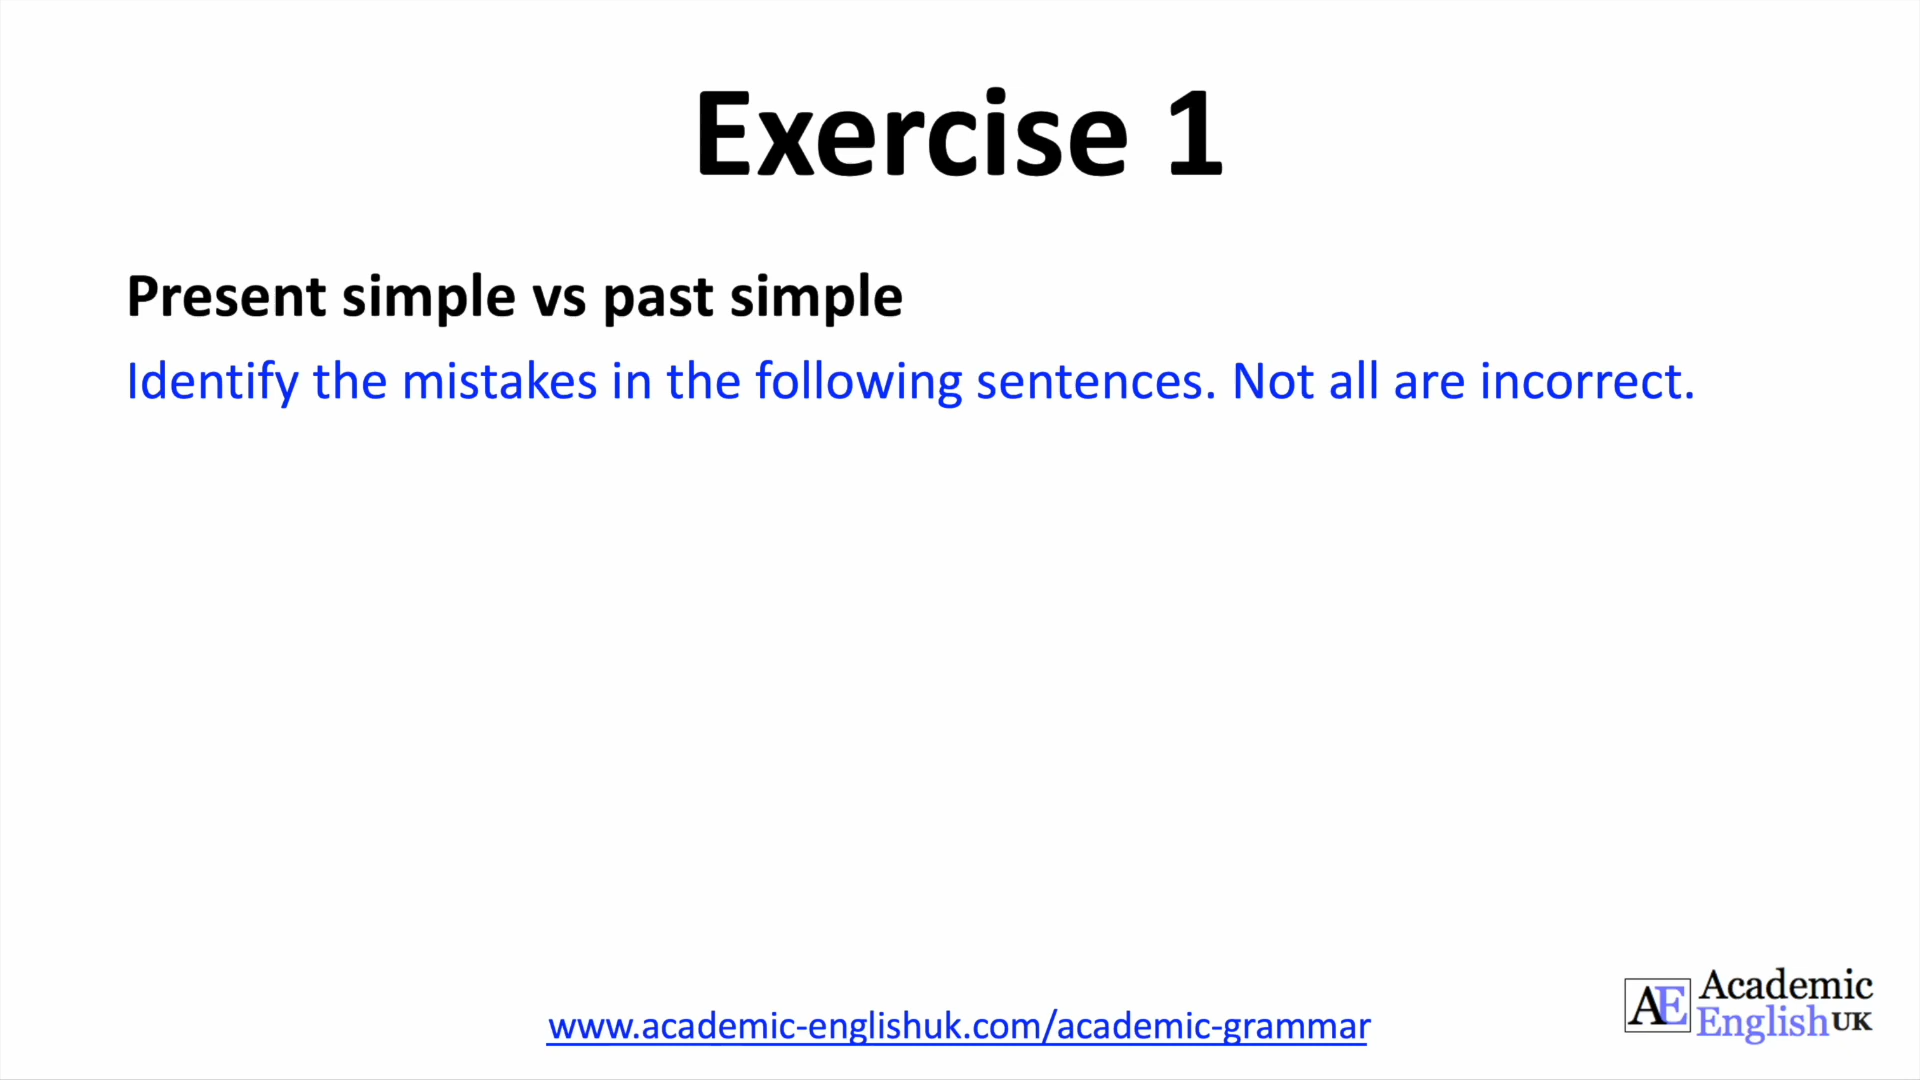 Exercise 1
Present simple vs past simple
Identify the mistakes in the following sentences. Not all are incorrect.
www.academic-englishuk.com/academic-grammar
AE Academic
English UK